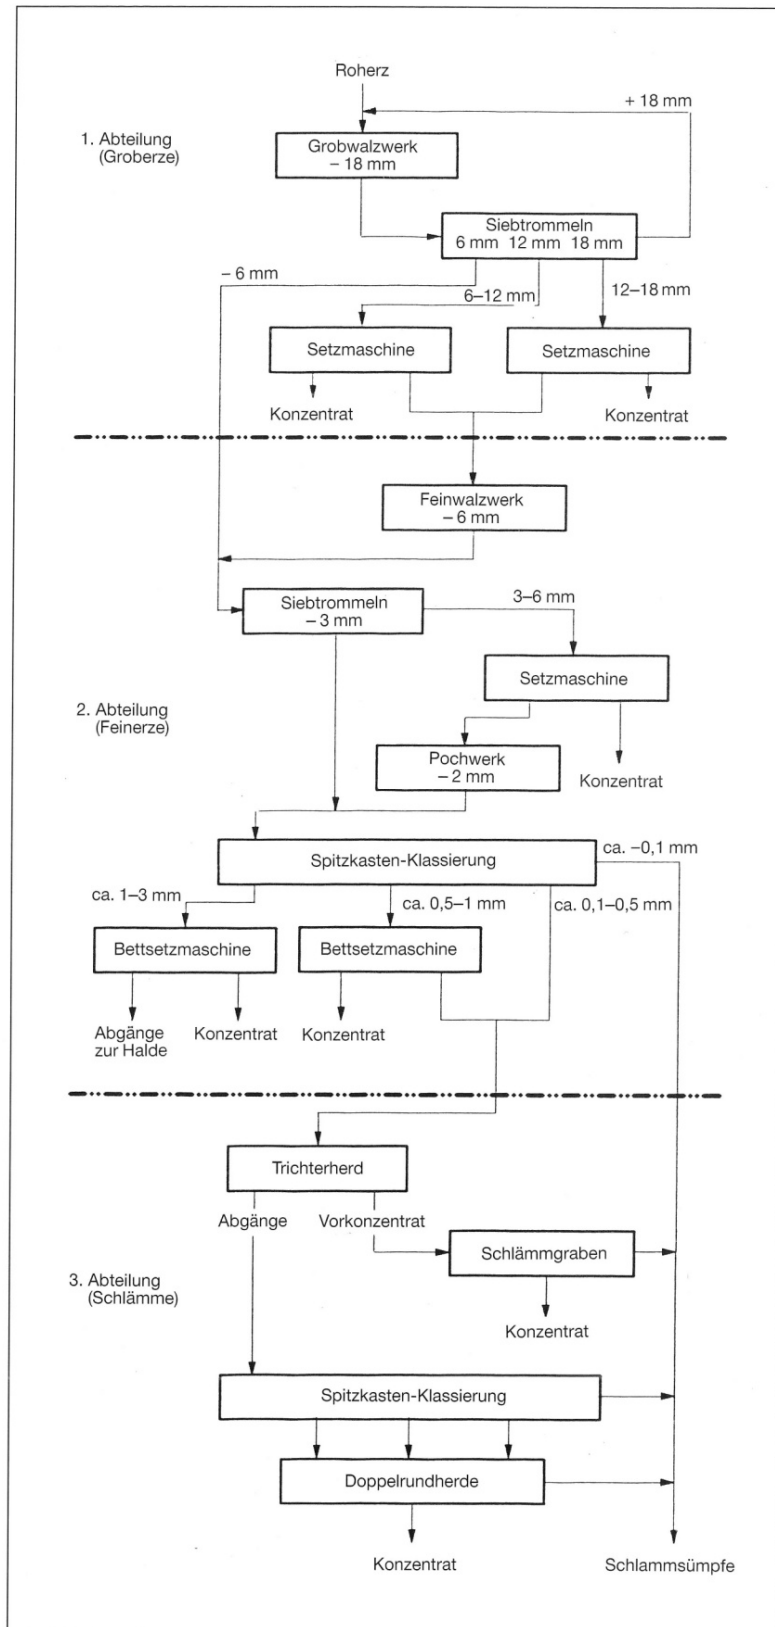 Roherz
+ 18 mm
1. Abteilung
(Groberze)
Grobwalzwerk
– 18 mm
Siebtrommeln
6 mm 12 mm 18 mm
– 6 mm
6–12 mm
12–18 mm
Setzmaschine
Setzmaschine
Konzentrat
Konzentrat
Feinwalzwerk
– 6 mm
Siebtrommeln
– 3 mm
3–6 mm
Setzmaschine
2. Abteilung
(Feinerze)
Pochwerk
– 2 mm
Konzentrat
Spitzkasten-Klassierung
ca. –0,1 mm
ca. 1–3 mm
ca. 0,5–1 mm
ca. 0,1–0,5 mm
Bettsetzmaschine
Bettsetzmaschine
Abgänge
zur Halde
Konzentrat
Konzentrat
Trichterherd
Abgänge
Vorkonzentrat
Schlämmgraben
3. Abteilung
(Schlämme)
Konzentrat
Spitzkasten-Klassierung
Doppelrundherde
Konzentrat
Schlammsümpfe